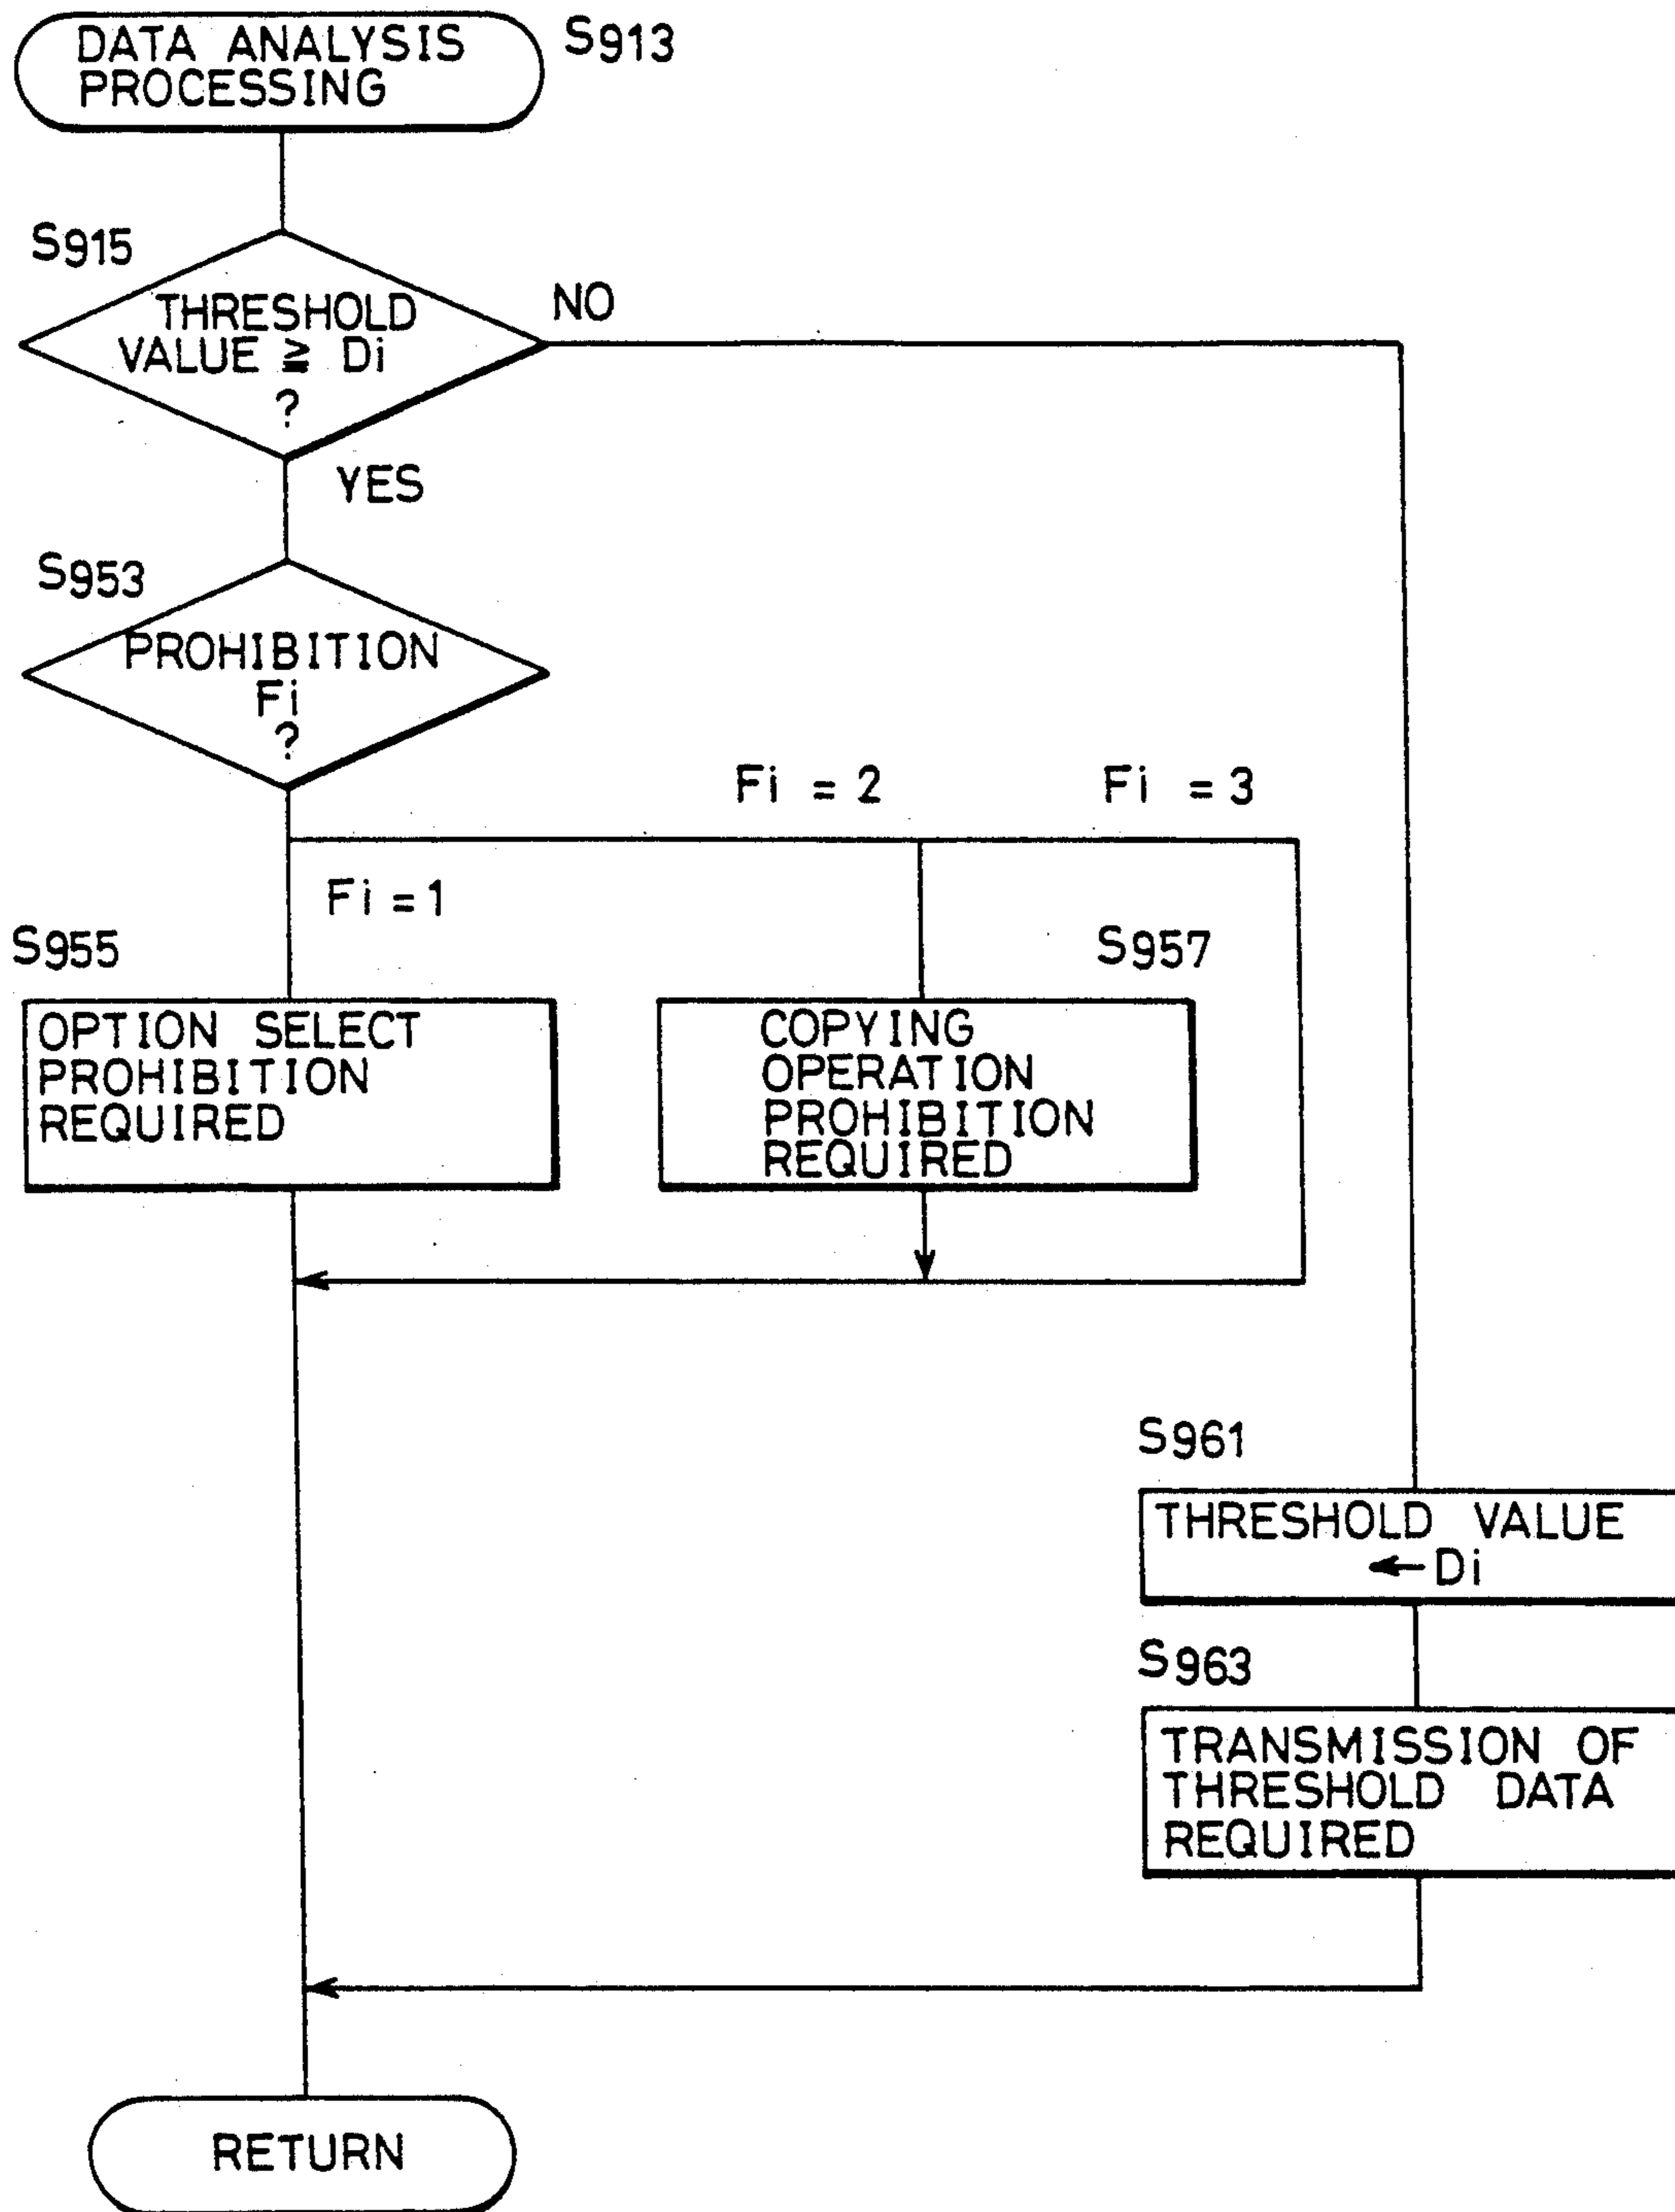 DATA ANALYSIS
PROCESSING
S913
S915
THRESHOLD
VALUE ≧ Di
?
NO
YES
S953
PROHIBITION
Fi
?
Fi = 2
Fi = 3
Fi = 1
S955
S957
OPTION SELECT
PROHIBITION
REQUIRED
COPYING
OPERATION
PROHIBITION
REQUIRED
S961
THRESHOLD VALUE
← Di
S963
TRANSMISSION OF
THRESHOLD DATA
REQUIRED
RETURN